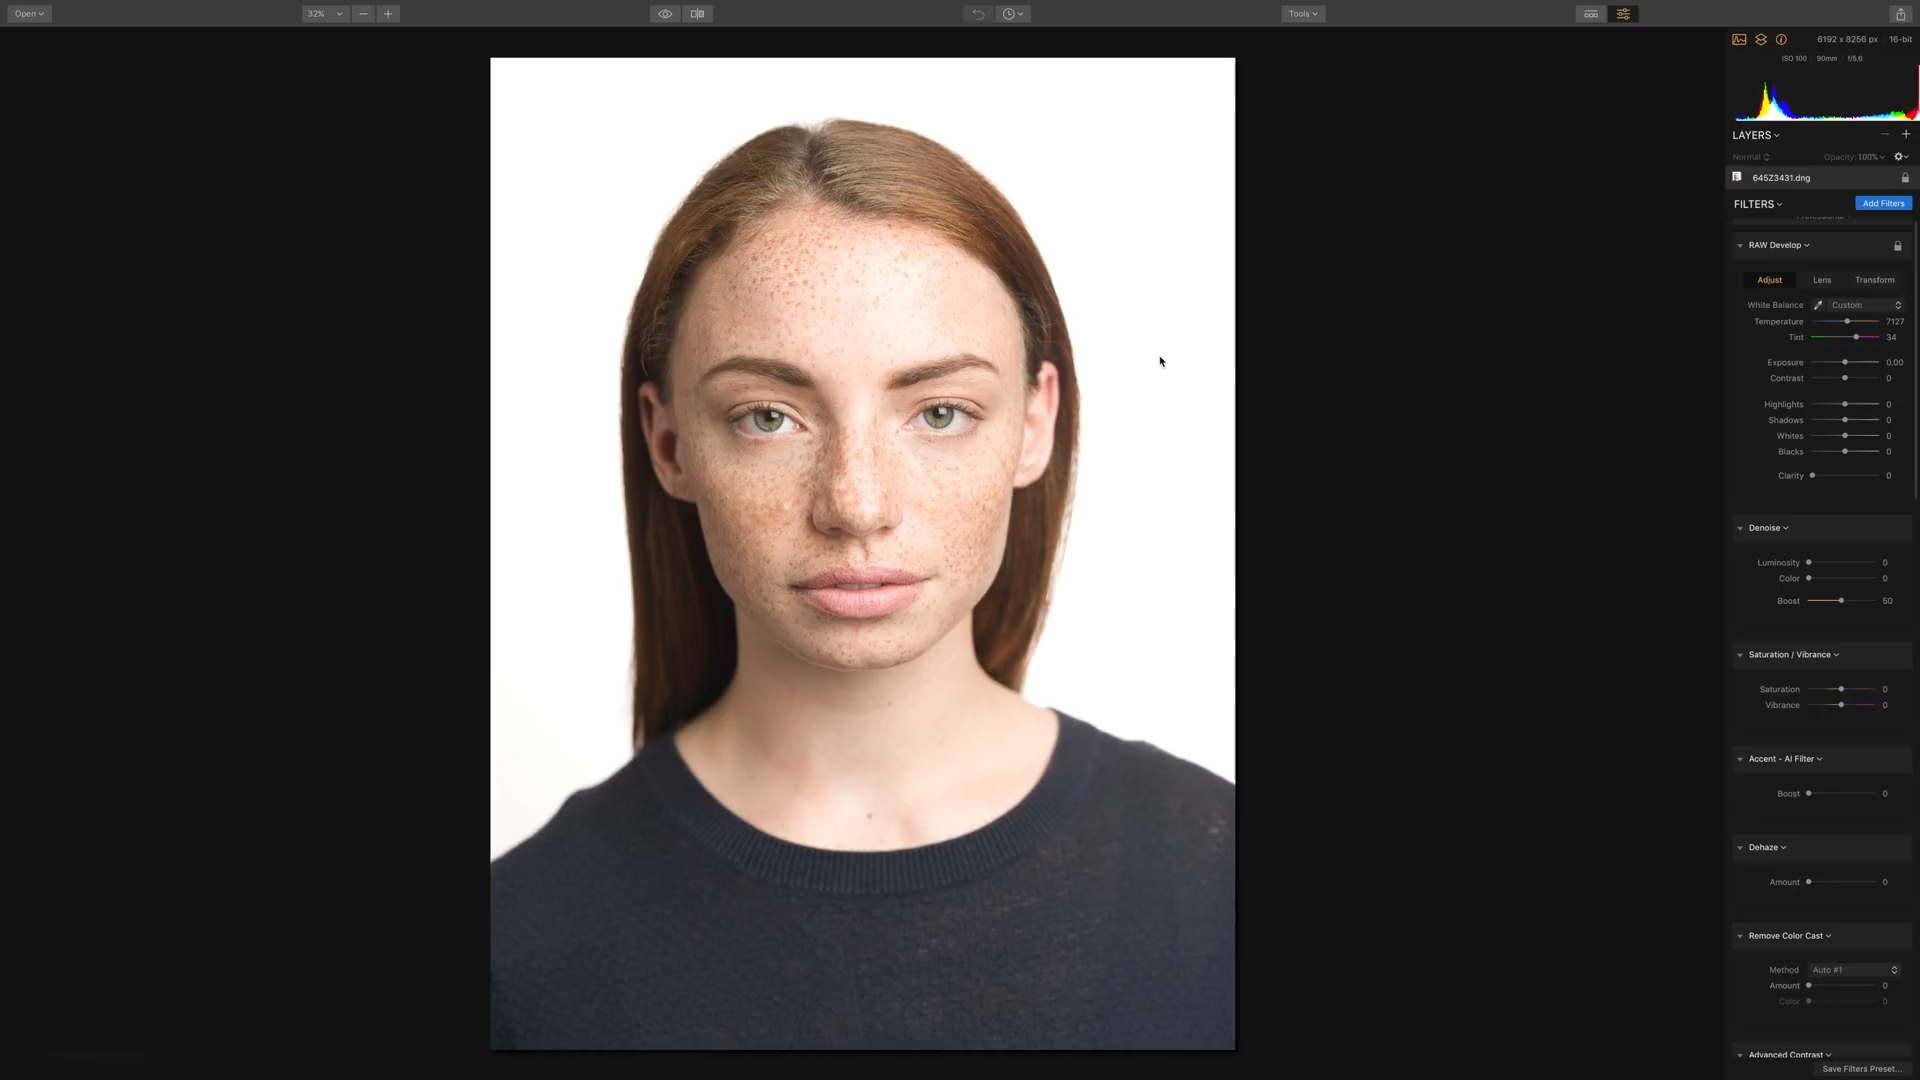 Open
32%
Tools
6192 x 8256 px 16-bit
ISO 100 90mm f/5.6
LAYERS
Normal Opacity: 100%
645Z3431.dng
FILTERS Add Filters
Professional
RAW Develop
Adjust Lens Transform
White Balance Custom
Temperature 7127
Tint 34
Exposure 0.00
Contrast 0
Highlights 0
Shadows 0
Whites 0
Blacks 0
Clarity 0
Denoise
Luminosity 0
Color 0
Boost 50
Saturation / Vibrance
Saturation 0
Vibrance 0
Accent - AI Filter
Boost 0
Dehaze
Amount 0
Remove Color Cast
Method Auto #1
Amount 0
Color 0
Advanced Contrast
Save Filters Preset...